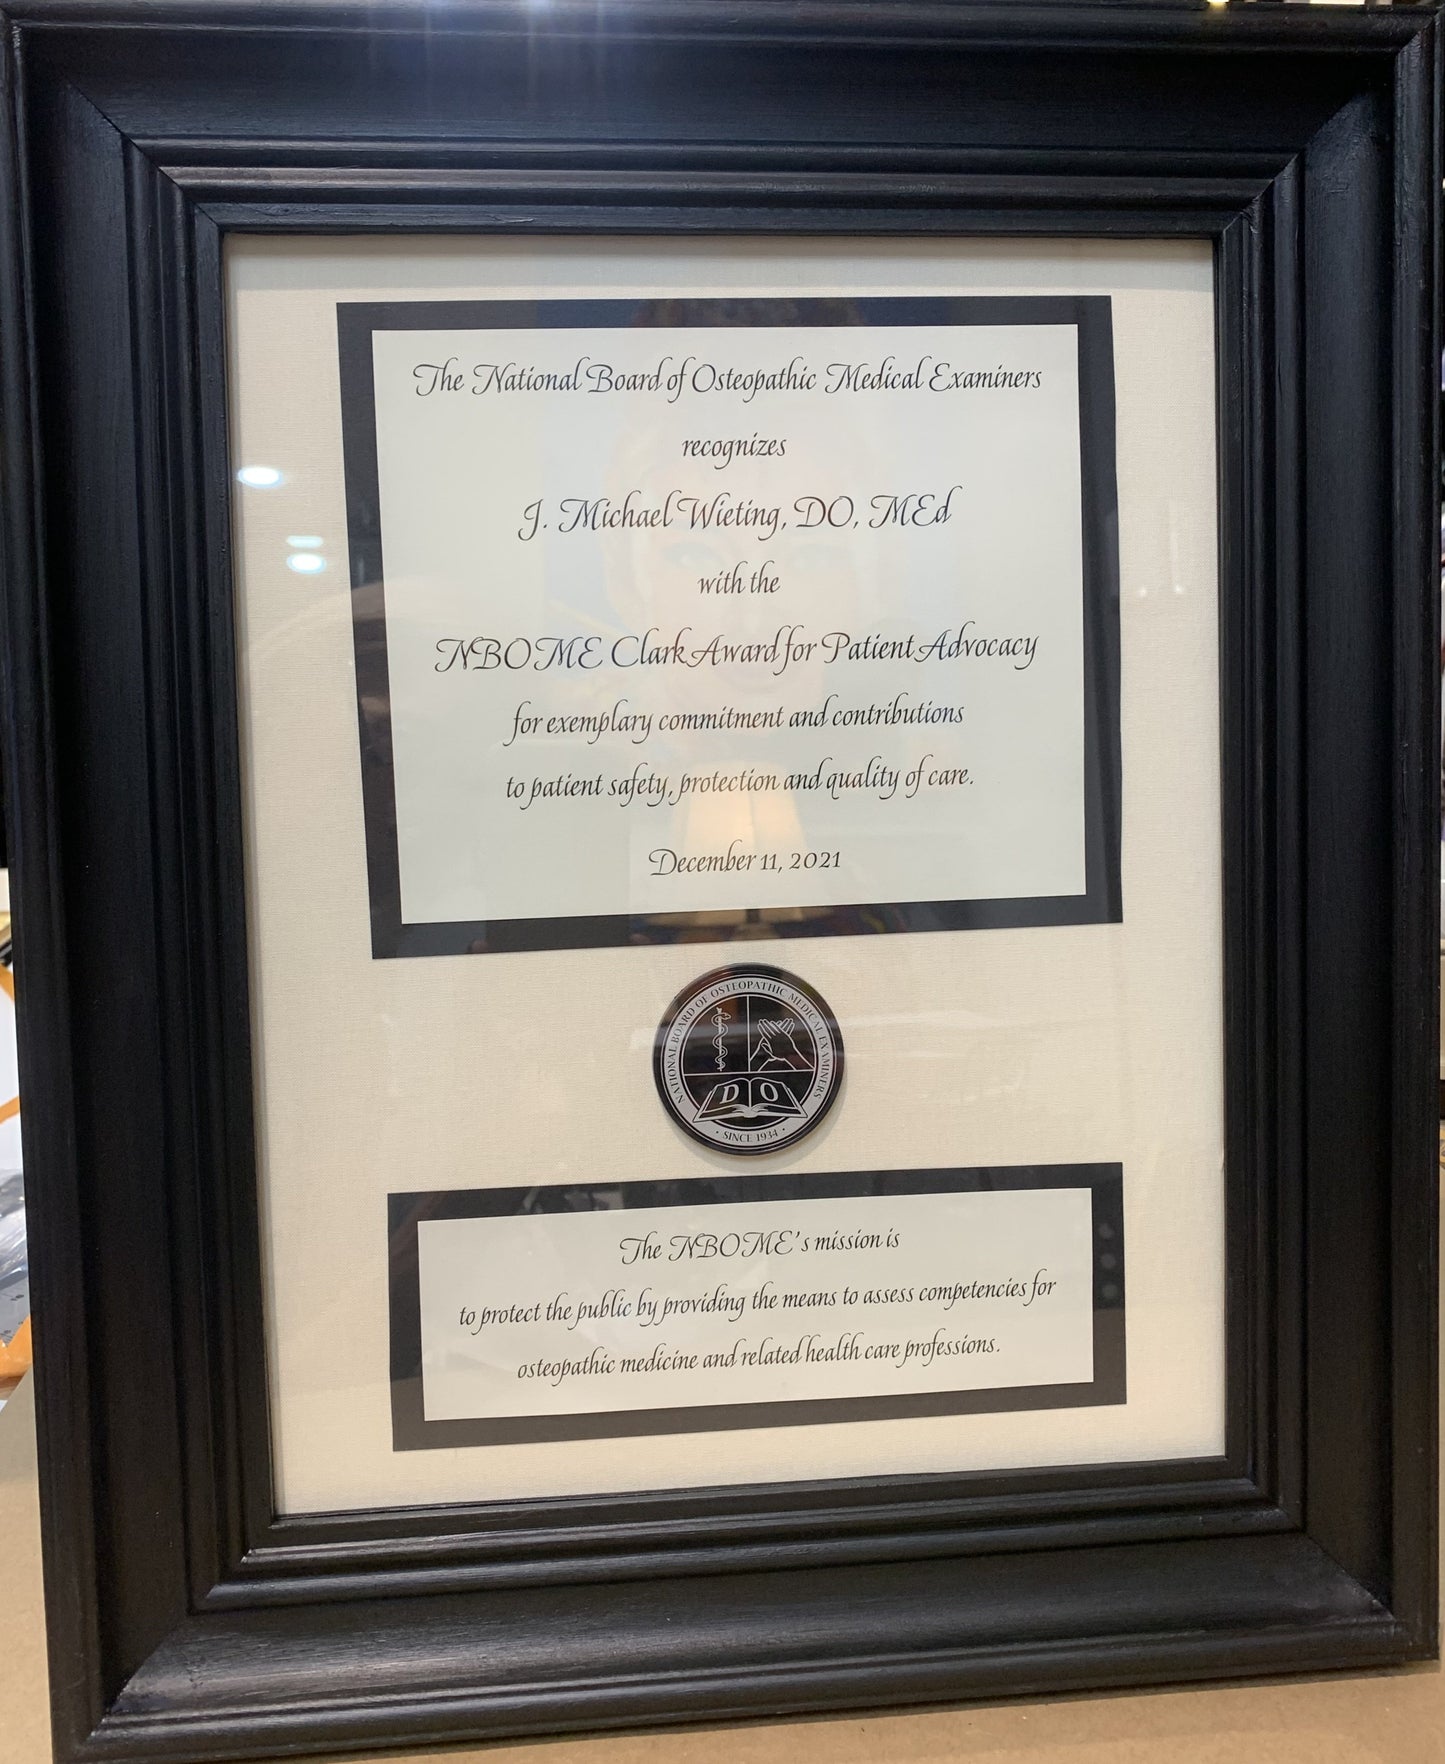 The National Board of Osteopathic Medical Examiners
recognizes
J. Michael Wieting, DO, MEd
with the
NBOME Clark Award for Patient Advocacy
for exemplary commitment and contributions
to patient safety, protection and quality of care.
December 11, 2021
NATIONAL BOARD OF OSTEOPATHIC MEDICAL EXAMINERS
D O
• SINCE 1934 •
The NBOME's mission is
to protect the public by providing the means to assess competencies for
osteopathic medicine and related health care professions.